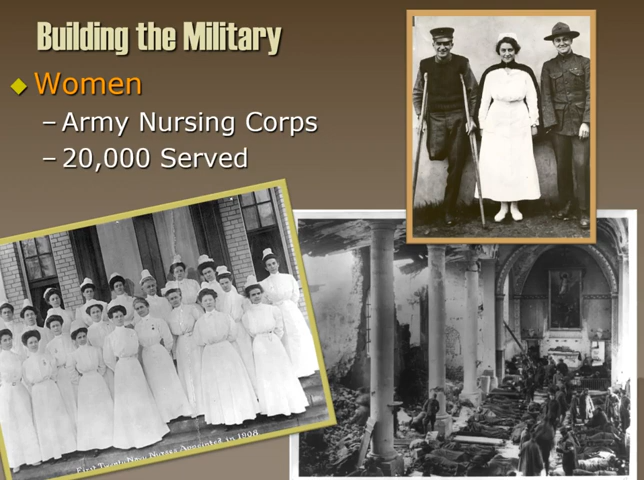 Building the Military
Women
– Army Nursing Corps
– 20,000 Served
First Twenty Navy Nurses Appointed in 1908.